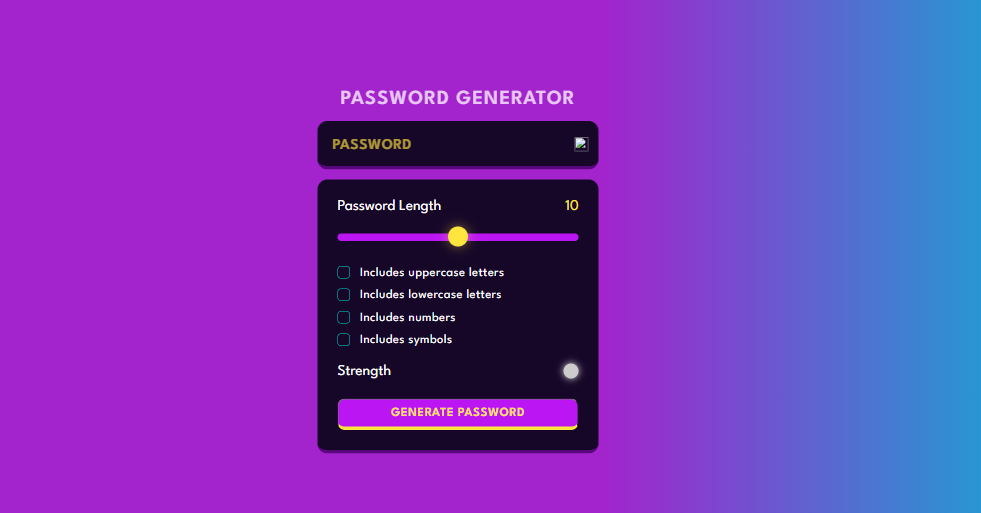 PASSWORD GENERATOR
PASSWORD
Password Length 10
Includes uppercase letters
Includes lowercase letters
Includes numbers
Includes symbols
Strength
GENERATE PASSWORD